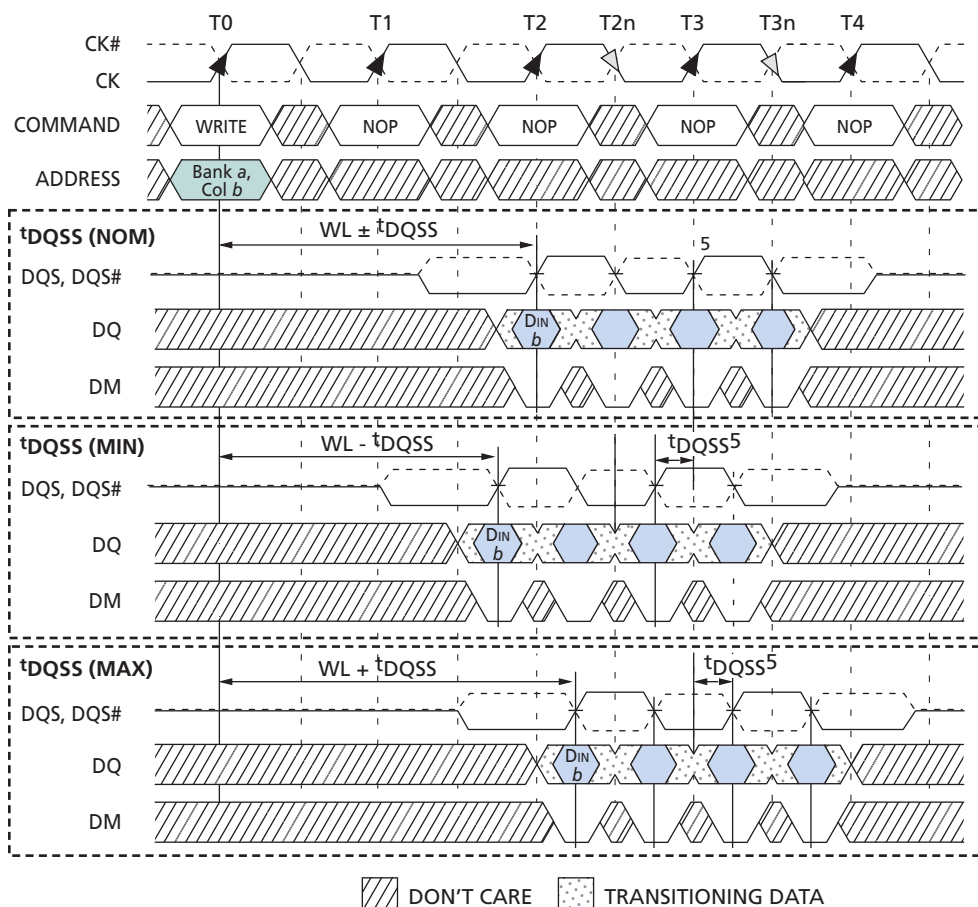 T0 T1 T2 T2n T3 T3n T4
CK#
CK
COMMAND WRITE NOP NOP NOP NOP
ADDRESS Bank a,
Col b
tDQSS (NOM) WL ± tDQSS
5
DQS, DQS#
DQ DIN
b
DM
tDQSS (MIN) WL - tDQSS tDQSS5
DQS, DQS#
DQ DIN
b
DM
tDQSS (MAX) WL + tDQSS tDQSS5
DQS, DQS#
DQ DIN
b
DM
DON'T CARE TRANSITIONING DATA